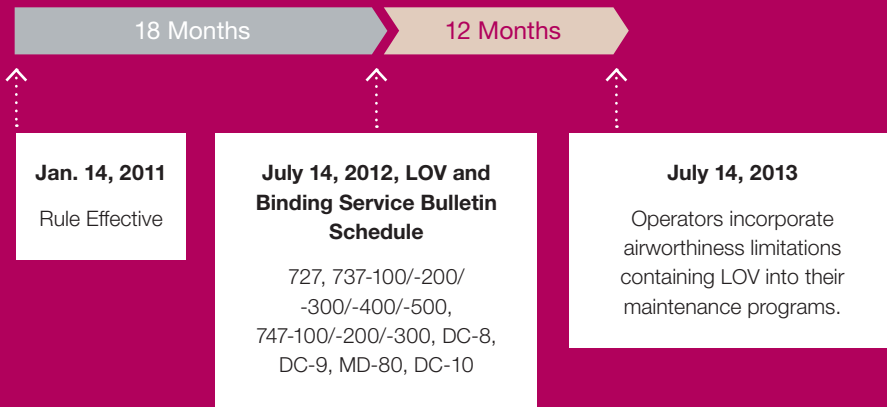 18 Months
12 Months
Jan. 14, 2011
Rule Effective
July 14, 2012, LOV and
Binding Service Bulletin
Schedule
727, 737-100/-200/
-300/-400/-500,
747-100/-200/-300, DC-8,
DC-9, MD-80, DC-10
July 14, 2013
Operators incorporate
airworthiness limitations
containing LOV into their
maintenance programs.